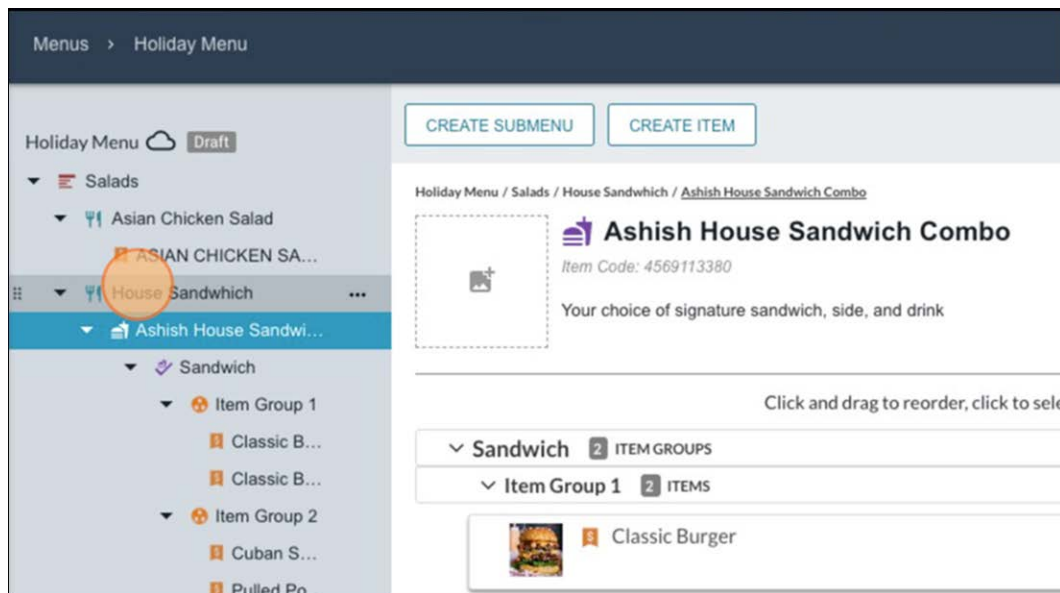 Menus > Holiday Menu
Holiday Menu Draft
Salads
Asian Chicken Salad
ASIAN CHICKEN SA...
House Sandwhich
Ashish House Sandwi...
Sandwich
Item Group 1
Classic B...
Classic B...
Item Group 2
Cuban S...
Pulled Po...
CREATE SUBMENU CREATE ITEM
Holiday Menu / Salads / House Sandwhich / Ashish House Sandwich Combo
Ashish House Sandwich Combo
Item Code: 4569113380
Your choice of signature sandwich, side, and drink
Click and drag to reorder, click to sele
Sandwich 2 ITEM GROUPS
Item Group 1 2 ITEMS
Classic Burger